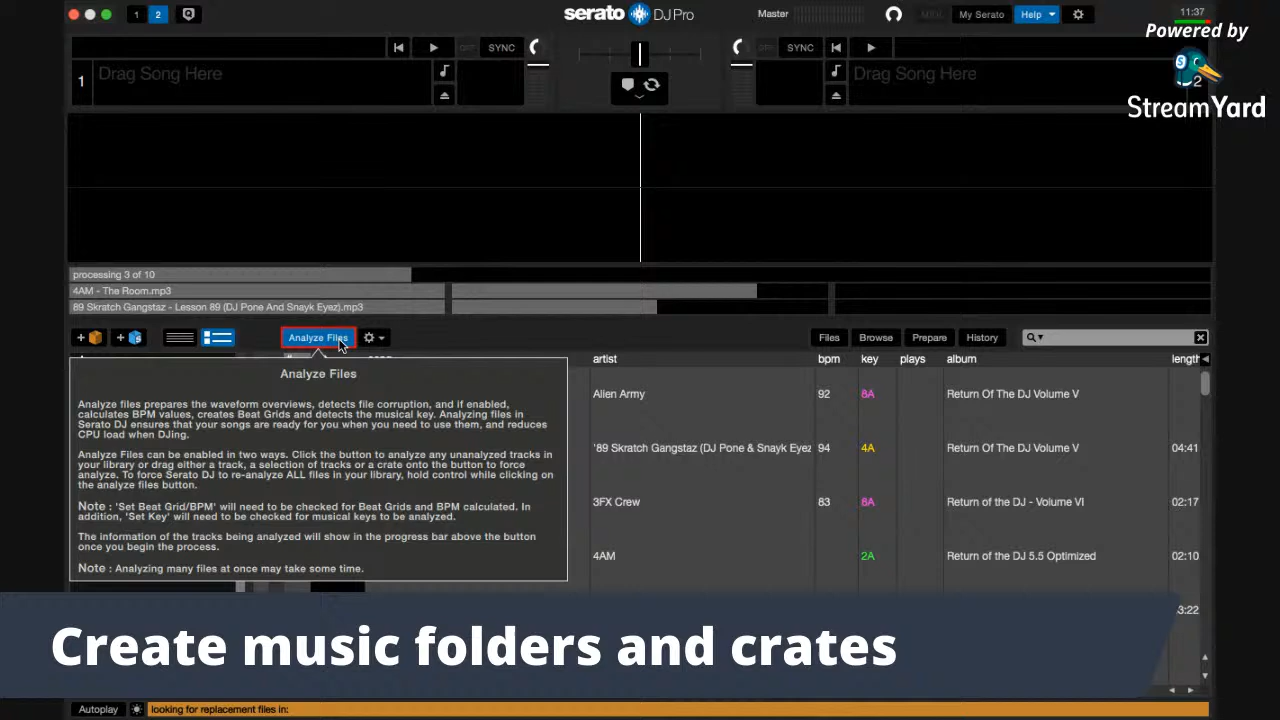 1
2
serato DJ Pro
Master
MIDI
My Serato
Help
11:37
Powered by
StreamYard
OFF
SYNC
OFF
SYNC
1
Drag Song Here
Drag Song Here
2
processing 3 of 10
4AM - The Room.mp3
89 Skratch Gangstaz - Lesson 89 (DJ Pone And Snayk Eyez).mp3
Analyze Files
Files
Browse
Prepare
History
song
artist
bpm
key
plays
album
length
Analyze Files
Analyze files prepares the waveform overviews, detects file corruption, and if enabled,
calculates BPM values, creates Beat Grids and detects the musical key. Analyzing files in
Serato DJ ensures that your songs are ready for you when you need to use them, and reduces
CPU load when DJing.
Analyze Files can be enabled in two ways. Click the button to analyze any unanalyzed tracks in
your library or drag either a track, a selection of tracks or a crate onto the button to force
analyze. To force Serato DJ to re-analyze ALL files in your library, hold control while clicking on
the analyze files button.
Note : 'Set Beat Grid/BPM' will need to be checked for Beat Grids and BPM calculated. In
addition, 'Set Key' will need to be checked for musical keys to be analyzed.
The information of the tracks being analyzed will show in the progress bar above the button
once you begin the process.
Note : Analyzing many files at once may take some time.
Alien Army 92 8A Return Of The DJ Volume V
'89 Skratch Gangstaz (DJ Pone & Snayk Eyez 94 4A Return Of The DJ Volume V 04:41
3FX Crew 83 8A Return of the DJ - Volume VI 02:17
4AM 2A Return of the DJ 5.5 Optimized 02:10
3:22
Create music folders and crates
Autoplay
looking for replacement files in: